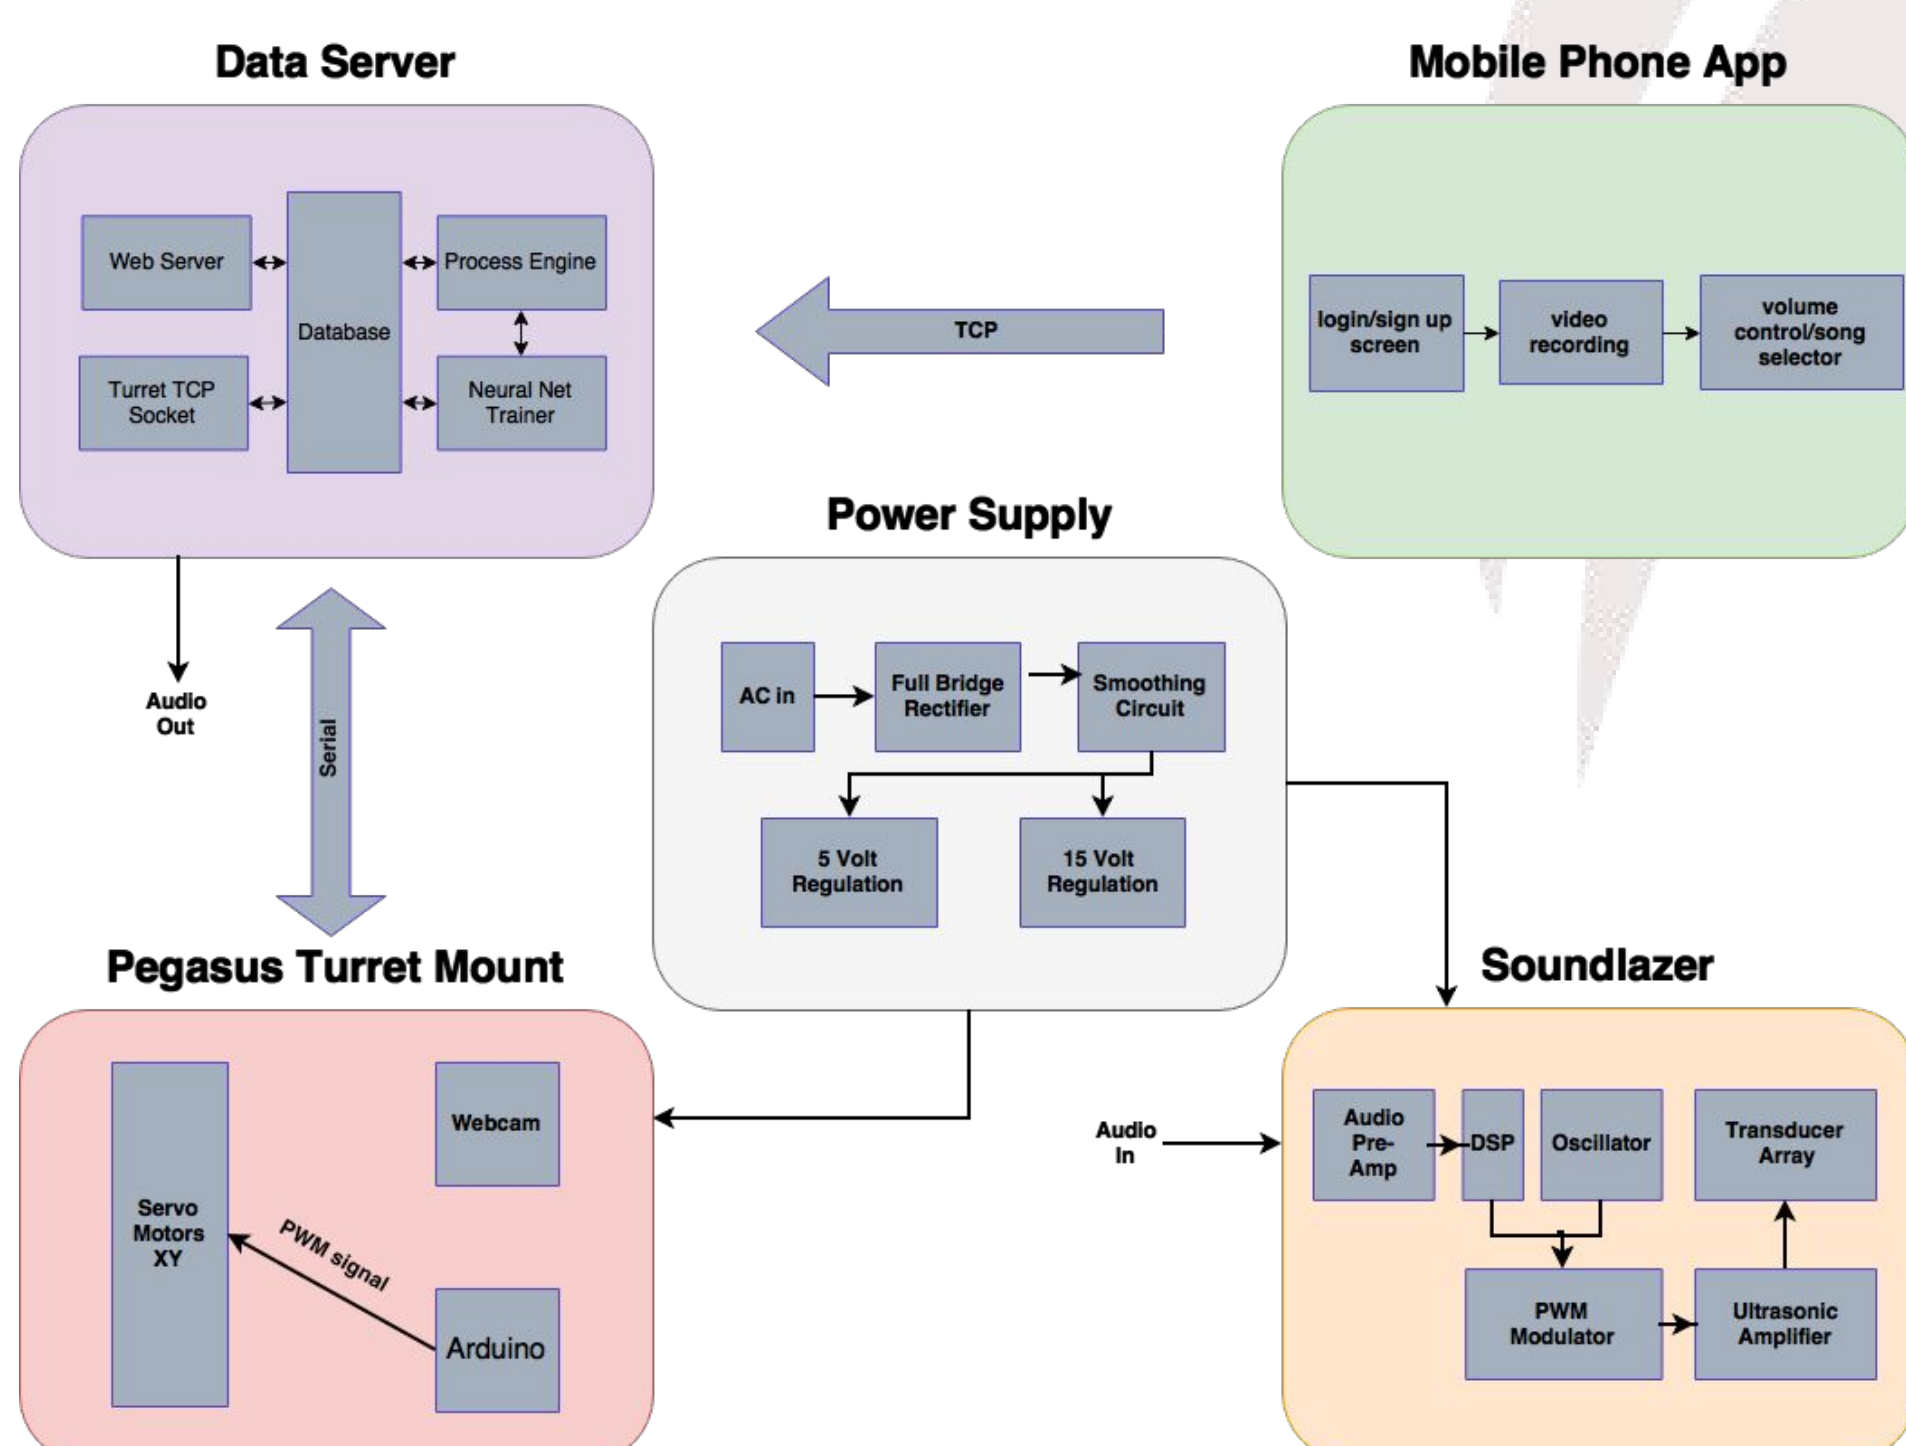 Data Server
Web Server
Database
Process Engine
Turret TCP
Socket
Neural Net
Trainer
TCP
Mobile Phone App
login/sign up
screen
video
recording
volume
control/song
selector
Audio
Out
Serial
Power Supply
AC in
Full Bridge
Rectifier
Smoothing
Circuit
5 Volt
Regulation
15 Volt
Regulation
Pegasus Turret Mount
Servo
Motors
XY
Webcam
PWM signal
Arduino
Soundlazer
Audio
In
Audio
Pre-
Amp
DSP
Oscillator
Transducer
Array
PWM
Modulator
Ultrasonic
Amplifier